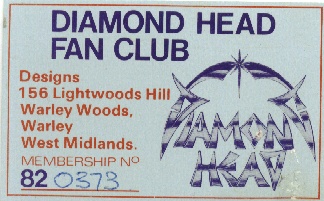 DIAMOND HEAD
FAN CLUB
Designs
156 Lightwoods Hill
Warley Woods,
Warley
West Midlands.
MEMBERSHIP Nº
82 0373
DIAMOND
HEAD